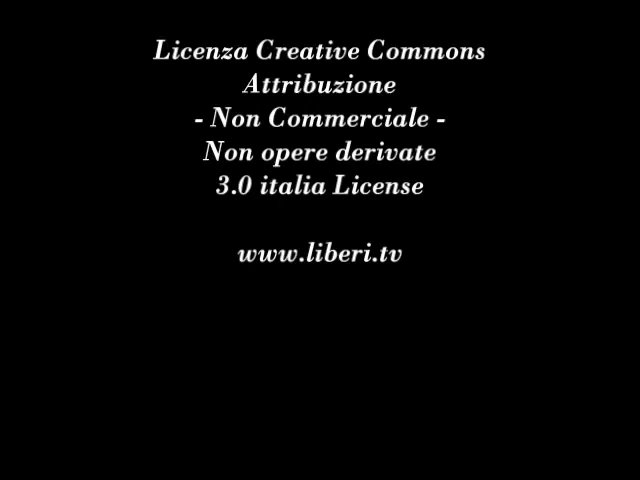 Licenza Creative Commons
Attribuzione
- Non Commerciale -
Non opere derivate
3.0 italia License
www.liberi.tv